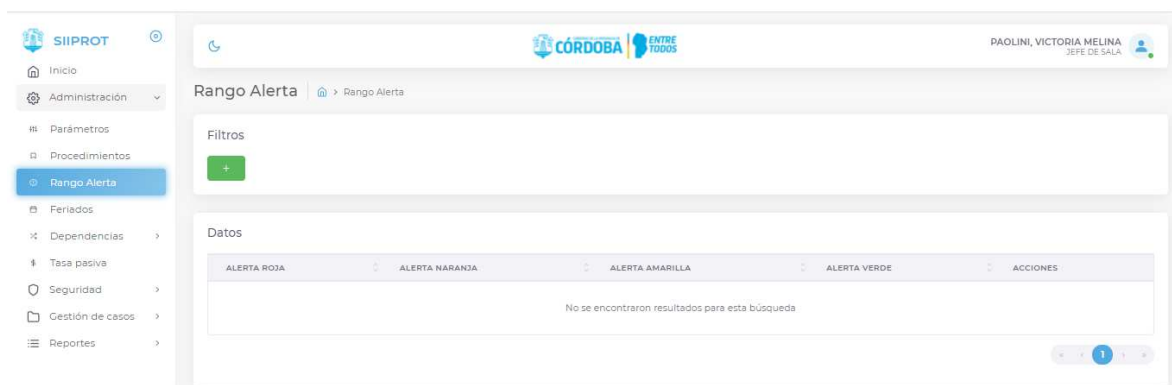 SIIPROT
Inicio
Administración
Parámetros
Procedimientos
Rango Alerta
Feriados
Dependencias
Tasa pasiva
Seguridad
Gestión de casos
Reportes
CÓRDOBA ENTRE TODOS
PAOLINI, VICTORIA MELINA
JEFE DE SALA
Rango Alerta > Rango Alerta
Filtros
+
Datos
ALERTA ROJA ALERTA NARANJA ALERTA AMARILLA ALERTA VERDE ACCIONES
No se encontraron resultados para esta búsqueda
« ‹ 1 › »